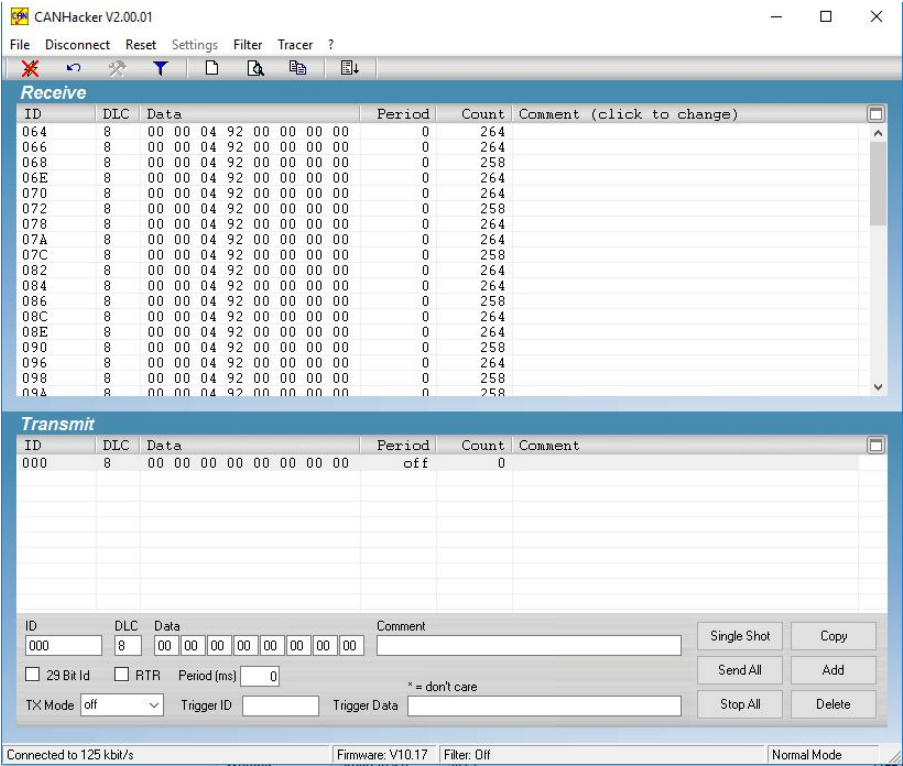 CAN CANHacker V2.00.01
File Disconnect Reset Settings Filter Tracer ?
Receive
ID DLC Data Period Count Comment (click to change)
064 8 00 00 04 92 00 00 00 00 0 264
066 8 00 00 04 92 00 00 00 00 0 264
068 8 00 00 04 92 00 00 00 00 0 258
06E 8 00 00 04 92 00 00 00 00 0 264
070 8 00 00 04 92 00 00 00 00 0 264
072 8 00 00 04 92 00 00 00 00 0 258
078 8 00 00 04 92 00 00 00 00 0 264
07A 8 00 00 04 92 00 00 00 00 0 264
07C 8 00 00 04 92 00 00 00 00 0 258
082 8 00 00 04 92 00 00 00 00 0 264
084 8 00 00 04 92 00 00 00 00 0 264
086 8 00 00 04 92 00 00 00 00 0 258
08C 8 00 00 04 92 00 00 00 00 0 264
08E 8 00 00 04 92 00 00 00 00 0 264
090 8 00 00 04 92 00 00 00 00 0 258
096 8 00 00 04 92 00 00 00 00 0 264
098 8 00 00 04 92 00 00 00 00 0 258
09A 8 00 00 04 92 00 00 00 00 0 258
Transmit
ID DLC Data Period Count Comment
000 8 00 00 00 00 00 00 00 00 off 0
ID DLC Data Comment
000 8 00 00 00 00 00 00 00 00 Single Shot Copy
29 Bit Id RTR Period (ms) 0 * = don't care Send All Add
TX Mode off Trigger ID Trigger Data Stop All Delete
Connected to 125 kbit/s Firmware: V10.17 Filter: Off Normal Mode